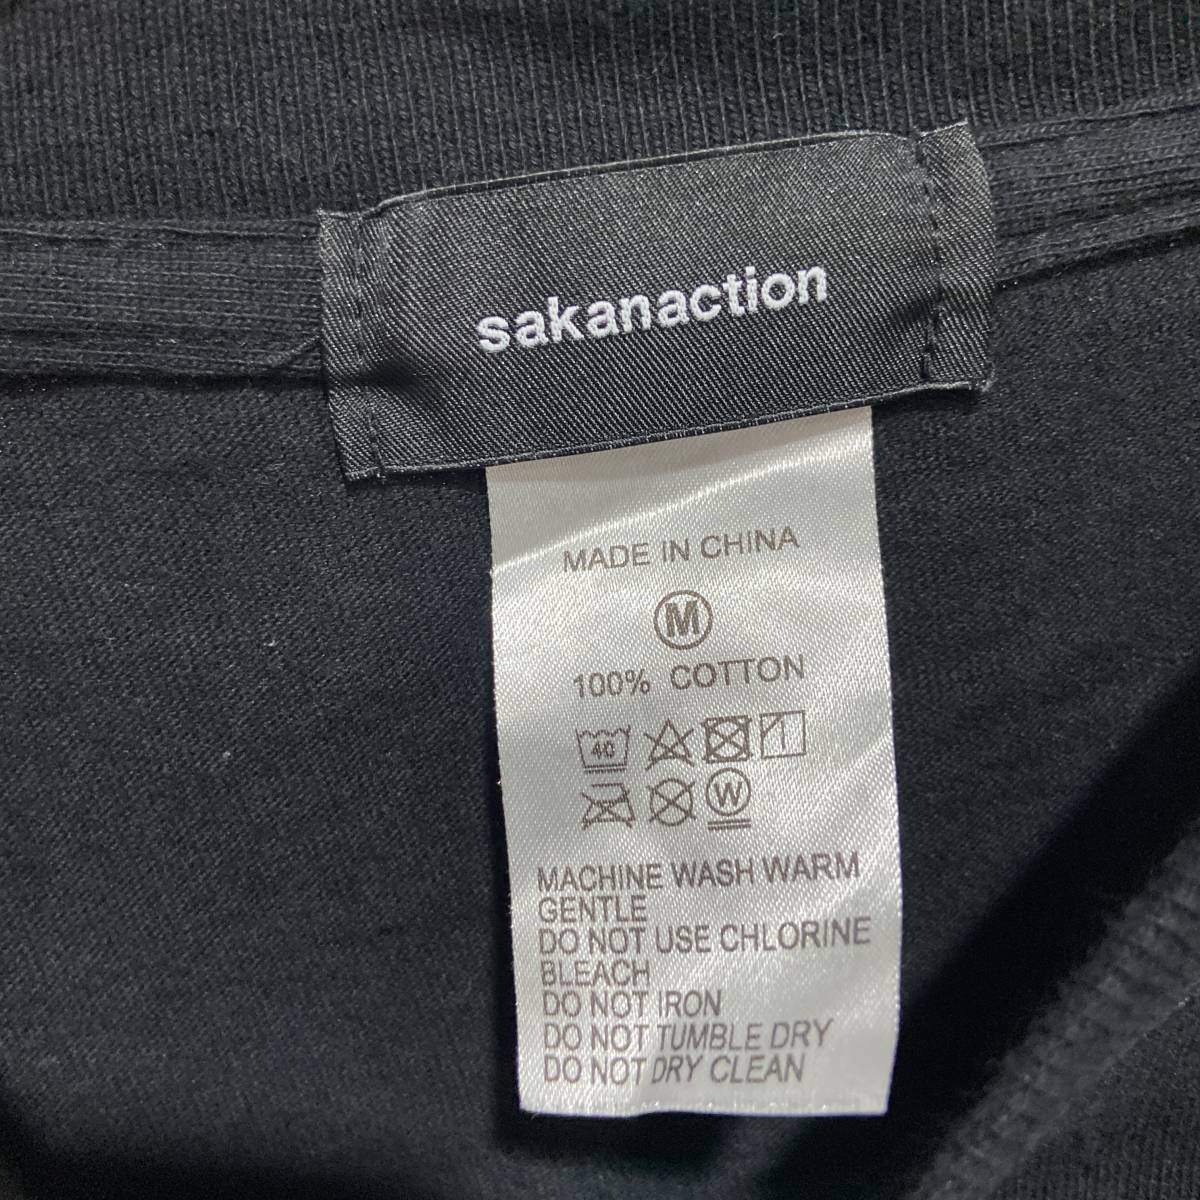 sakanaction
MADE IN CHINA
M
100% COTTON
40
W
MACHINE WASH WARM
GENTLE
DO NOT USE CHLORINE
BLEACH
DO NOT IRON
DO NOT TUMBLE DRY
DO NOT DRY CLEAN